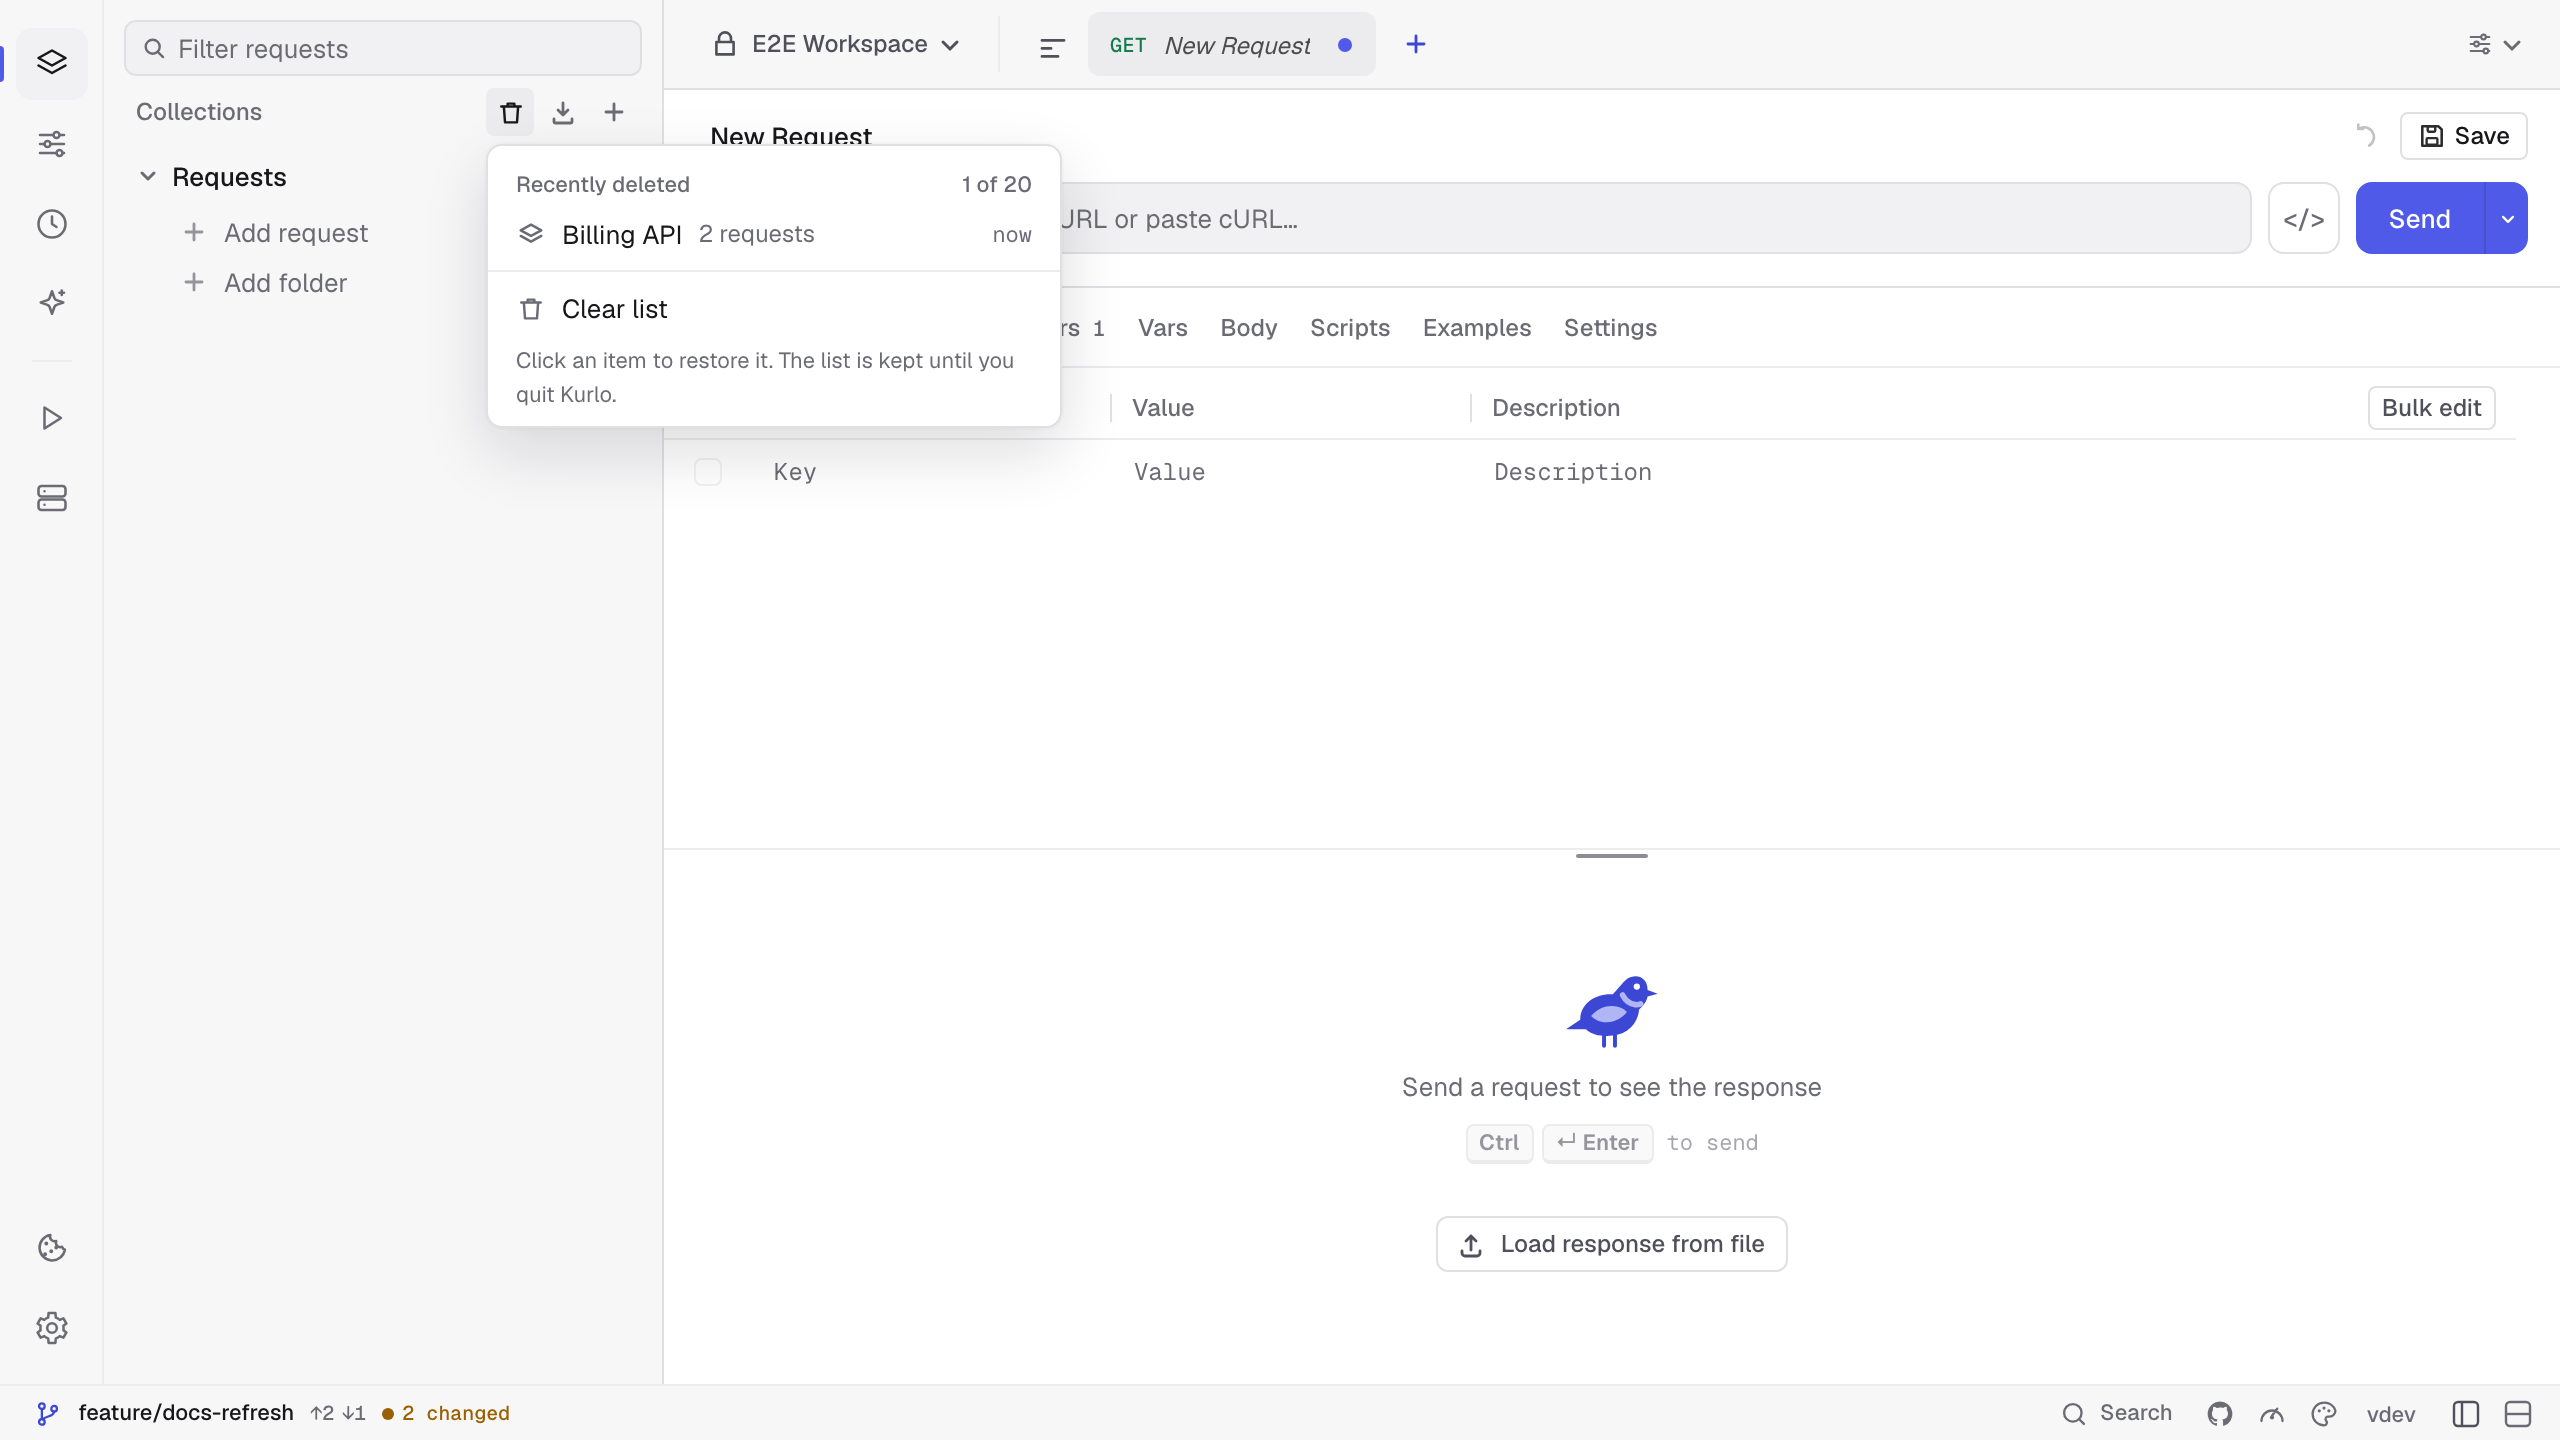 Filter requests
E2E Workspace
GET New Request
Collections
New Request
Save
Requests
Recently deleted 1 of 20
Add request
Billing API 2 requests now
URL or paste cURL…
</>
Send
Add folder
Clear list
1 Vars Body Scripts Examples Settings
Click an item to restore it. The list is kept until you
quit Kurlo.
Value Description Bulk edit
Key Value Description
Send a request to see the response
Ctrl Enter to send
Load response from file
feature/docs-refresh ↑2 ↓1 2 changed
Search vdev